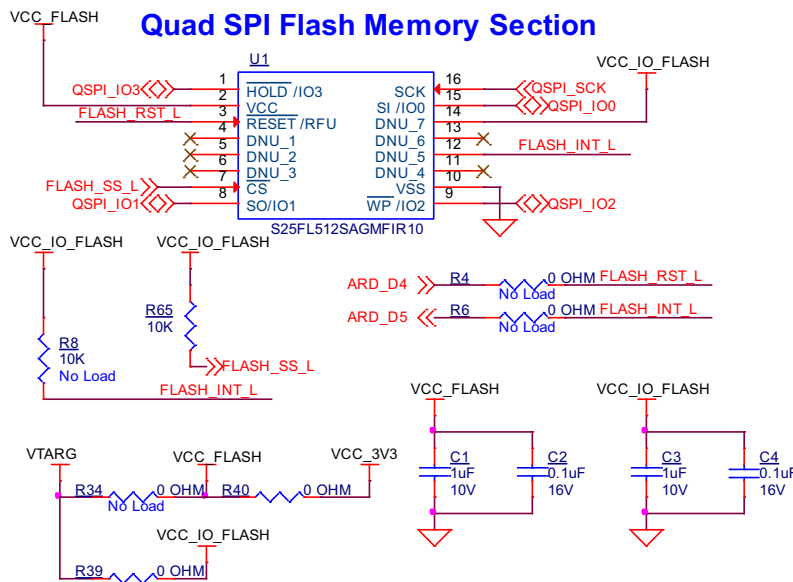 Quad SPI Flash Memory Section
VCC_FLASH
U1
VCC_IO_FLASH
QSPI_IO3 1 HOLD/IO3 SCK 16 QSPI_SCK
2 VCC SI/IO0 15 QSPI_IO0
FLASH_RST_L 3 RESET/RFU DNU_7 14
4 DNU_1 DNU_6 13
5 DNU_2 DNU_5 12 FLASH_INT_L
6 DNU_3 DNU_4 11
FLASH_SS_L 7 CS VSS 10
QSPI_IO1 8 SO/IO1 WP/IO2 9 QSPI_IO2
S25FL512SAGMFIR10
VCC_IO_FLASH VCC_IO_FLASH
R65
10K
R8
10K
No Load
FLASH_SS_L
FLASH_INT_L
ARD_D4 R4 0 OHM FLASH_RST_L
No Load
ARD_D5 R6 0 OHM FLASH_INT_L
No Load
VCC_FLASH VCC_IO_FLASH
C1 C2 C3 C4
1uF 0.1uF 1uF 0.1uF
10V 16V 10V 16V
VTARG VCC_FLASH VCC_3V3
R34 0 OHM R40 0 OHM
No Load
VCC_IO_FLASH
R39 0 OHM